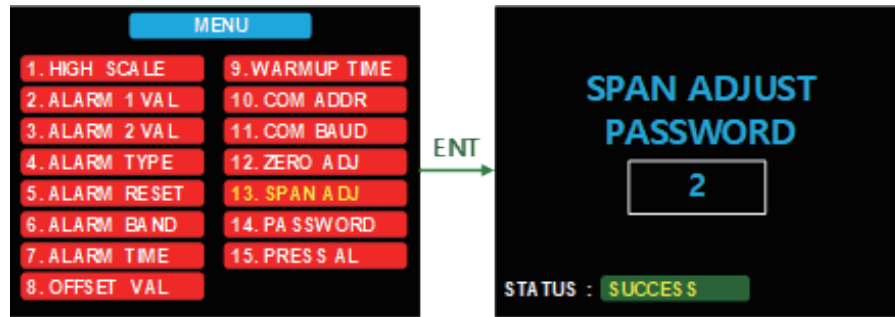 MENU
1. HIGH SCALE
2. ALARM 1 VAL
3. ALARM 2 VAL
4. ALARM TYPE
5. ALARM RESET
6. ALARM BAND
7. ALARM TIME
8. OFFSET VAL
9. WARMUP TIME
10. COM ADDR
11. COM BAUD
12. ZERO ADJ
13. SPAN ADJ
14. PASSWORD
15. PRESS AL
ENT
SPAN ADJUST
PASSWORD
2
STATUS : SUCCESS